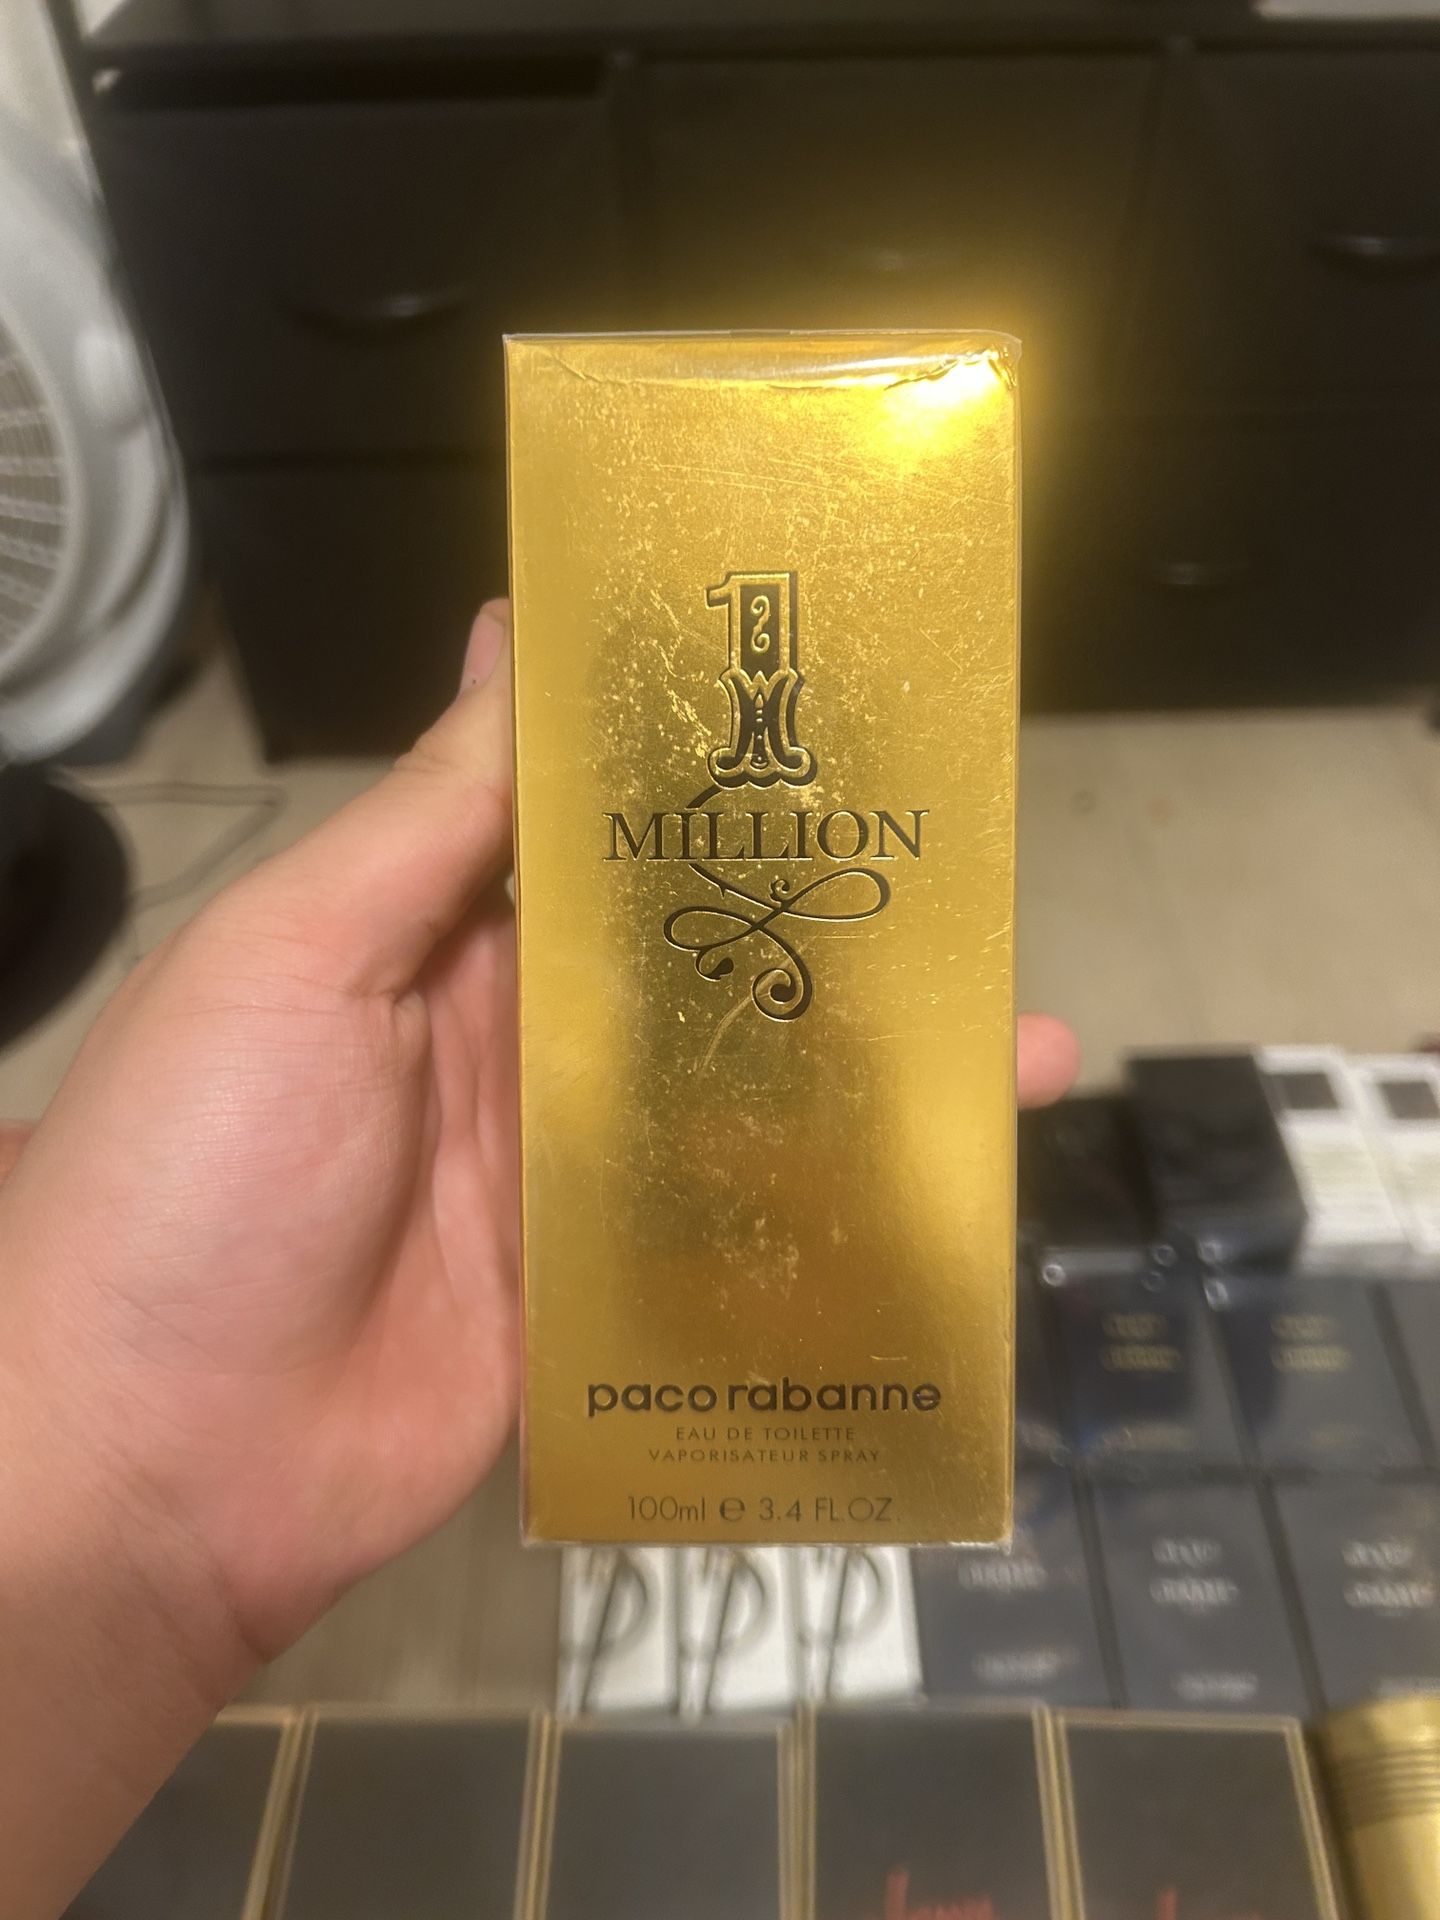 1
MILLION
paco rabanne
EAU DE TOILETTE
VAPORISATEUR SPRAY
100ml ℮ 3.4 FL.OZ.